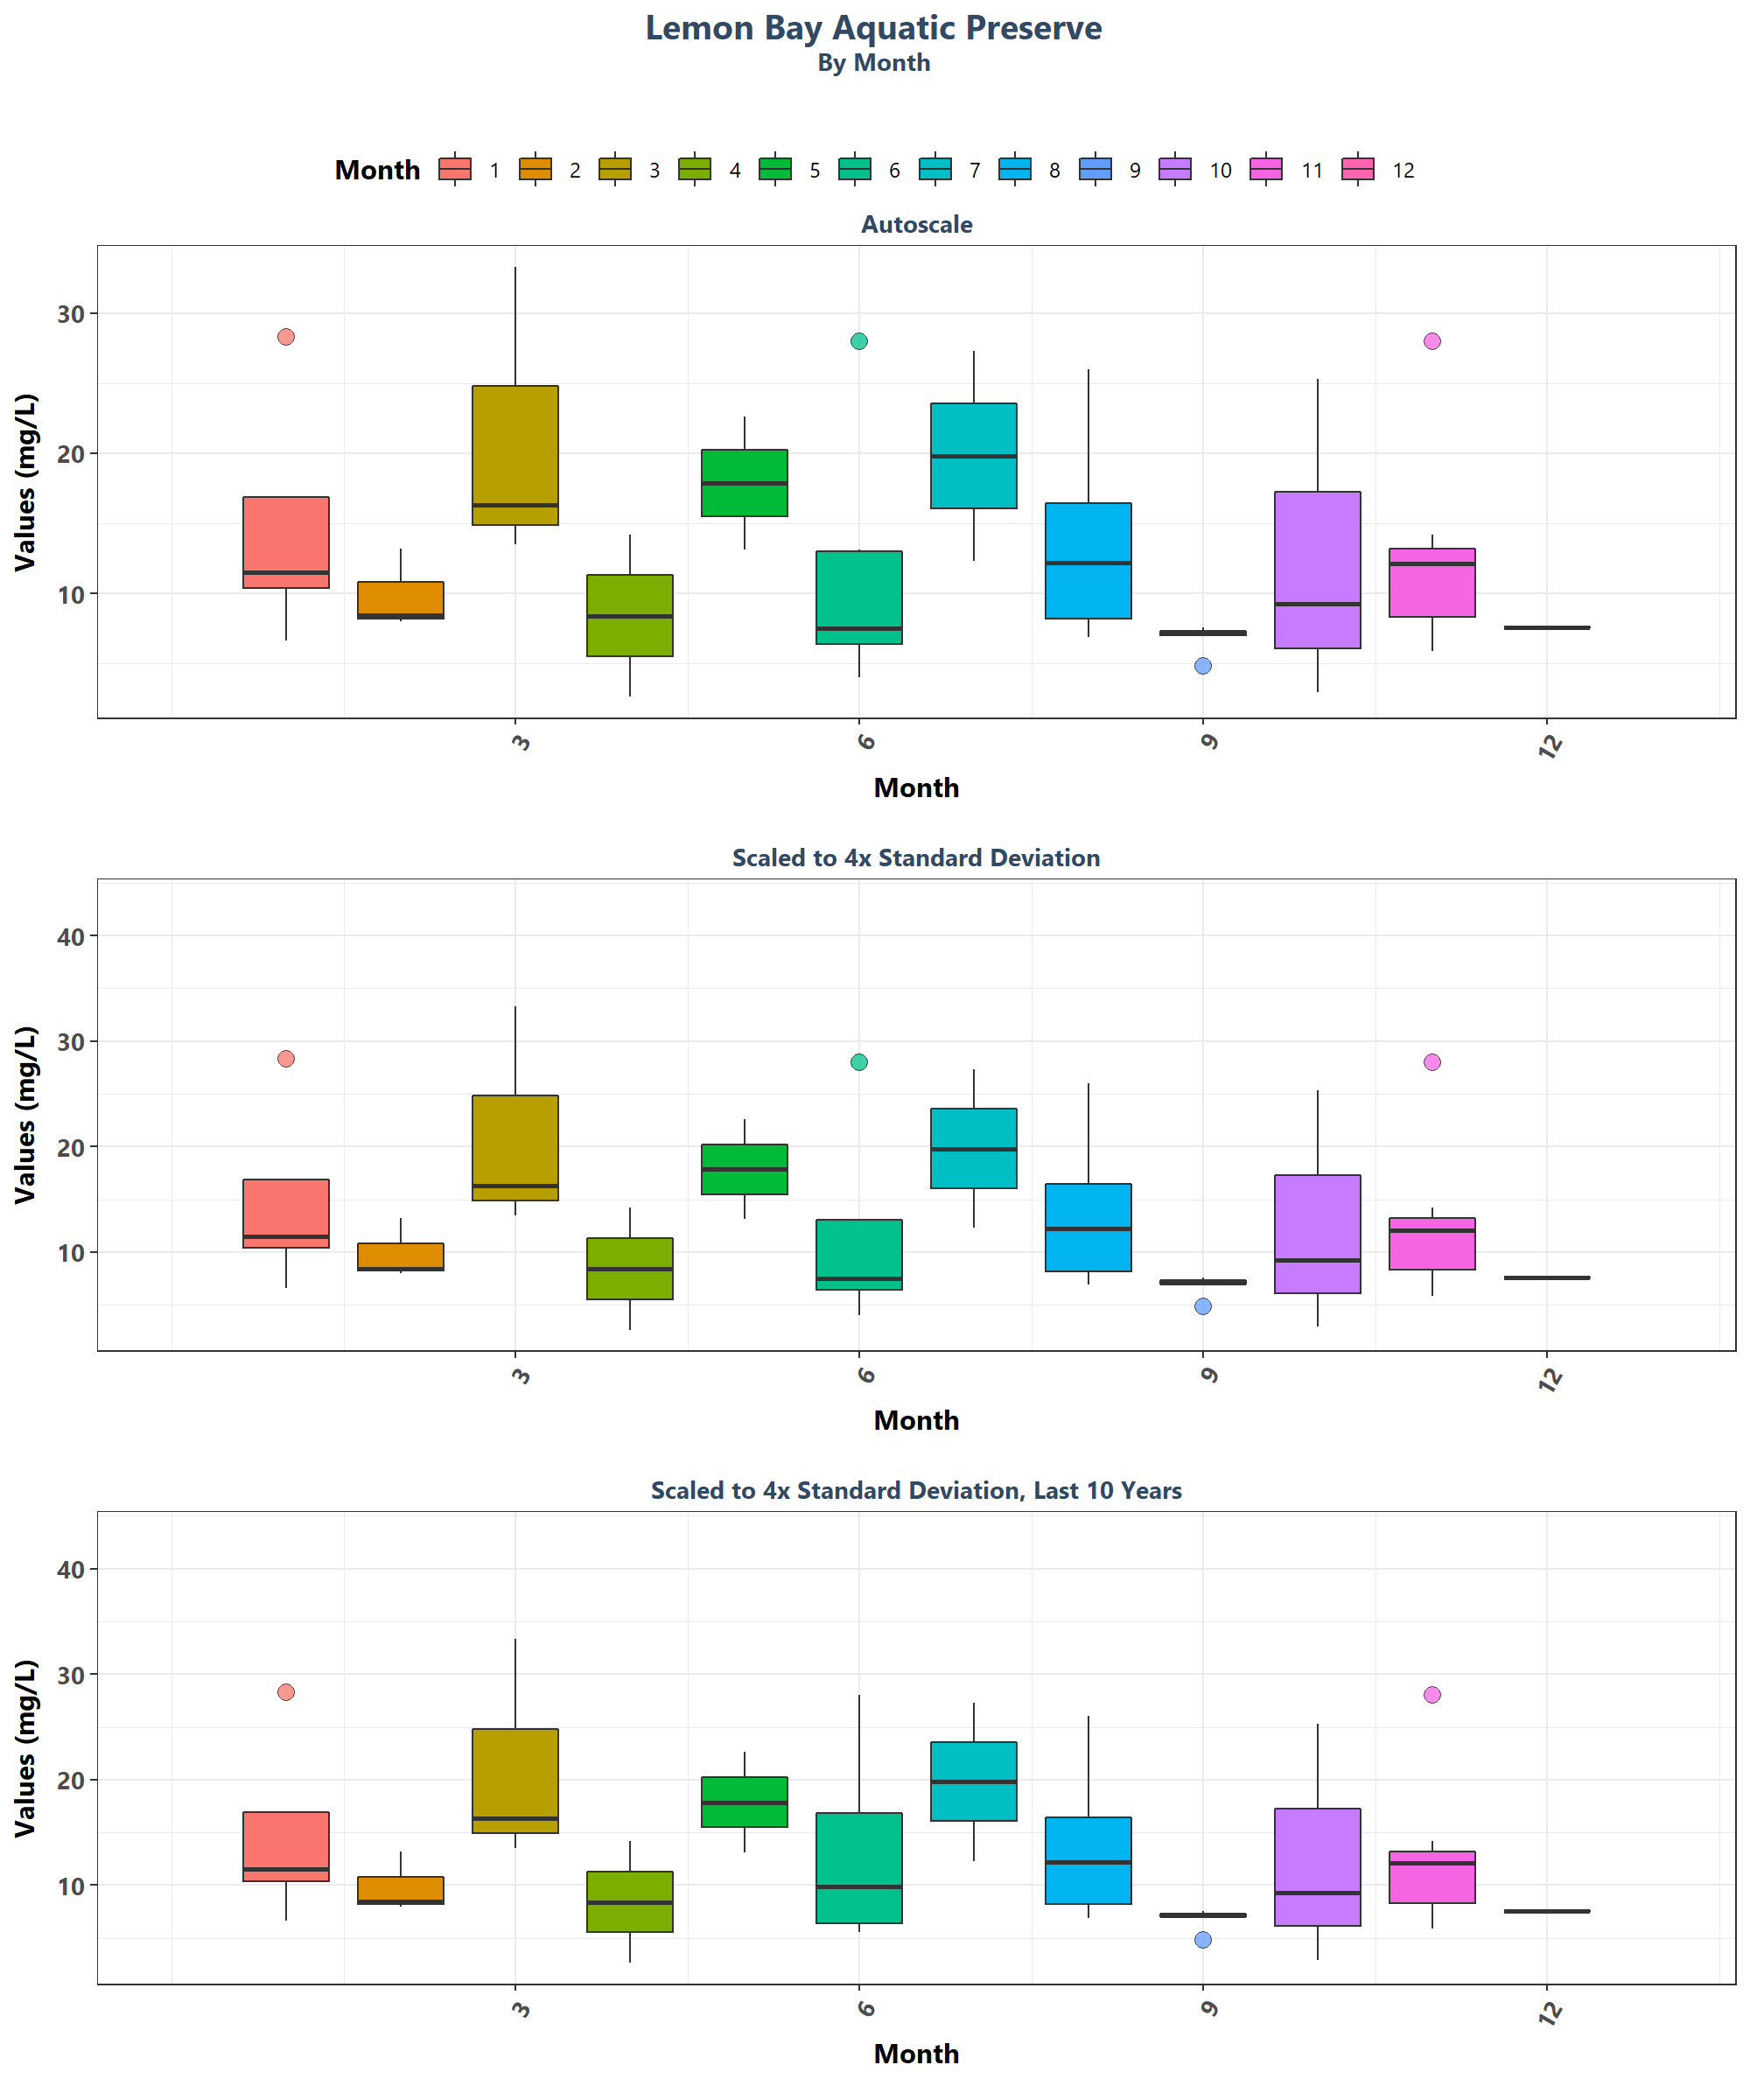 Lemon Bay Aquatic Preserve
By Month
Month 1 2 3 4 5 6 7 8 9 10 11 12
Autoscale
Values (mg/L)
30
20
10
3 6 9 12
Month
Scaled to 4x Standard Deviation
Values (mg/L)
40
30
20
10
3 6 9 12
Month
Scaled to 4x Standard Deviation, Last 10 Years
Values (mg/L)
40
30
20
10
3 6 9 12
Month